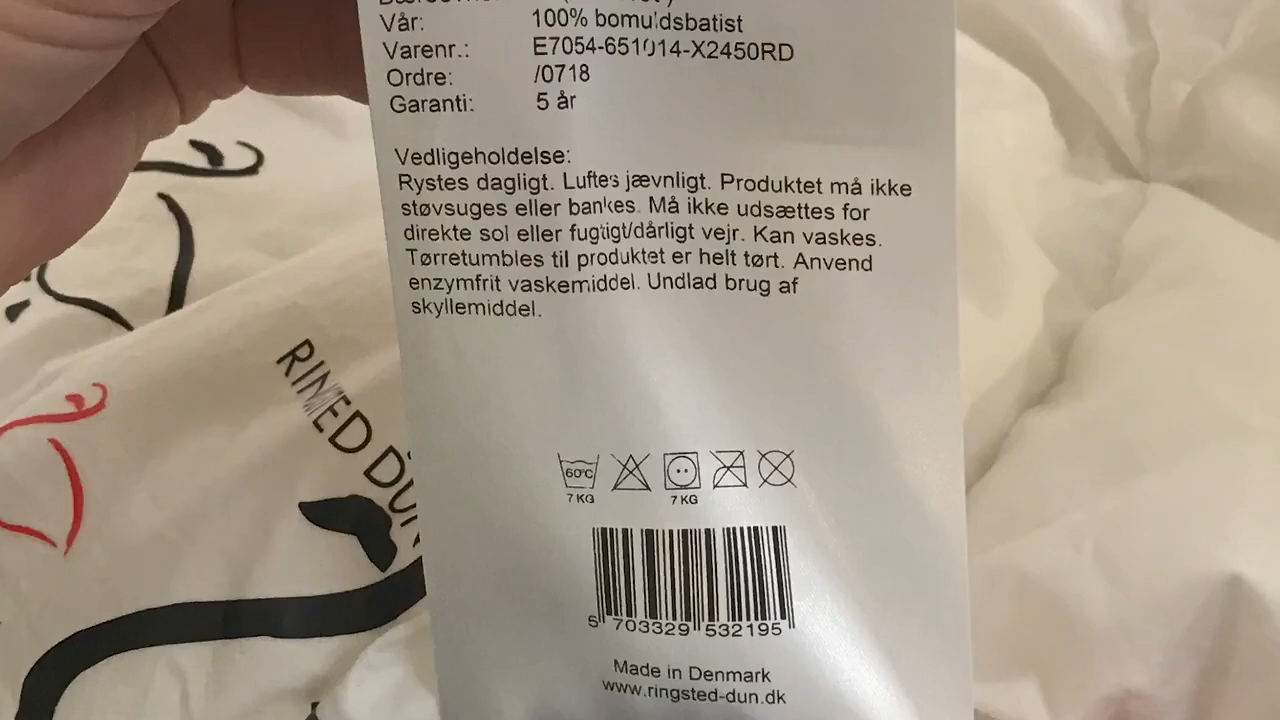 Vår: 100% bomuldsbatist
Varenr.: E7054-651014-X2450RD
Ordre: /0718
Garanti: 5 år
Vedligeholdelse:
Rystes dagligt. Luftes jævnligt. Produktet må ikke
støvsuges eller bankes. Må ikke udsættes for
direkte sol eller fugtigt/dårligt vejr. Kan vaskes.
Tørretumbles til produktet er helt tørt. Anvend
enzymfrit vaskemiddel. Undlad brug af
skyllemiddel.
60°C
7 KG 7 KG
5 703329 532195
Made in Denmark
www.ringsted-dun.dk